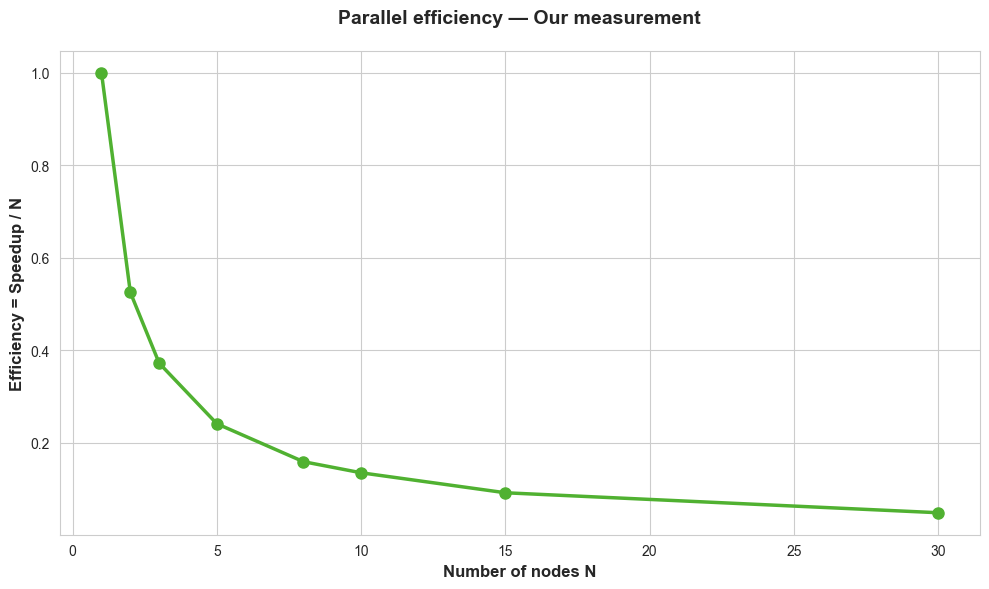 Parallel efficiency — Our measurement
Efficiency = Speedup / N
1.0
0.8
0.6
0.4
0.2
0 5 10 15 20 25 30
Number of nodes N